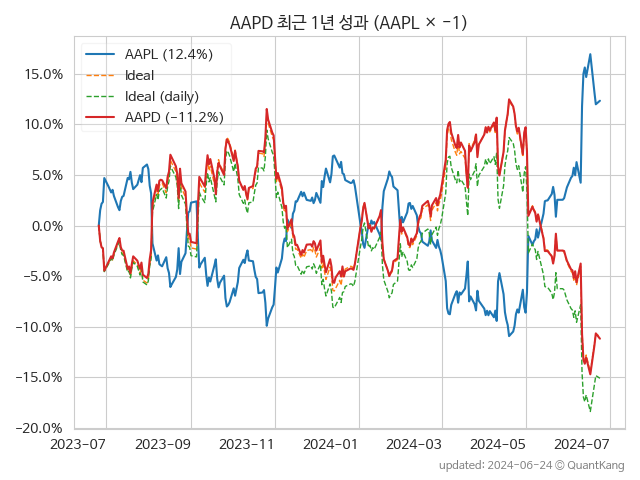 AAPD 최근 1년 성과 (AAPL × −1)
AAPL (12.4%)
Ideal
Ideal (daily)
AAPD (−11.2%)
15.0%
10.0%
5.0%
0.0%
−5.0%
−10.0%
−15.0%
−20.0%
2023-07 2023-09 2023-11 2024-01 2024-03 2024-05 2024-07
updated: 2024-06-24 © QuantKang